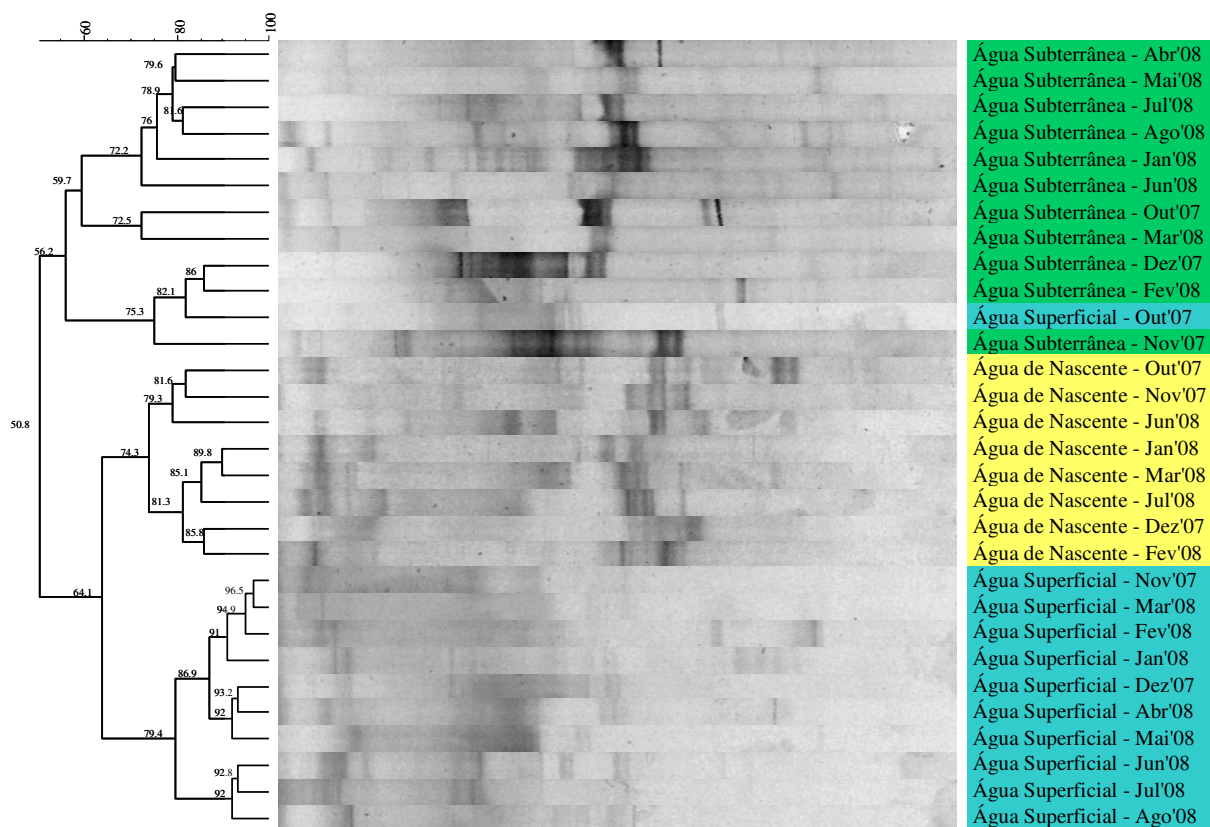 60
80
100
79.6
78.9
81.6
76
72.2
59.7
72.5
56.2
86
82.1
75.3
81.6
79.3
50.8
74.3
89.8
85.1
81.3
85.8
64.1
96.5
94.9
91
86.9
93.2
92
79.4
92.8
92
Água Subterrânea - Abr'08
Água Subterrânea - Mai'08
Água Subterrânea - Jul'08
Água Subterrânea - Ago'08
Água Subterrânea - Jan'08
Água Subterrânea - Jun'08
Água Subterrânea - Out'07
Água Subterrânea - Mar'08
Água Subterrânea - Dez'07
Água Subterrânea - Fev'08
Água Superficial - Out'07
Água Subterrânea - Nov'07
Água de Nascente - Out'07
Água de Nascente - Nov'07
Água de Nascente - Jun'08
Água de Nascente - Jan'08
Água de Nascente - Mar'08
Água de Nascente - Jul'08
Água de Nascente - Dez'07
Água de Nascente - Fev'08
Água Superficial - Nov'07
Água Superficial - Mar'08
Água Superficial - Fev'08
Água Superficial - Jan'08
Água Superficial - Dez'07
Água Superficial - Abr'08
Água Superficial - Mai'08
Água Superficial - Jun'08
Água Superficial - Jul'08
Água Superficial - Ago'08